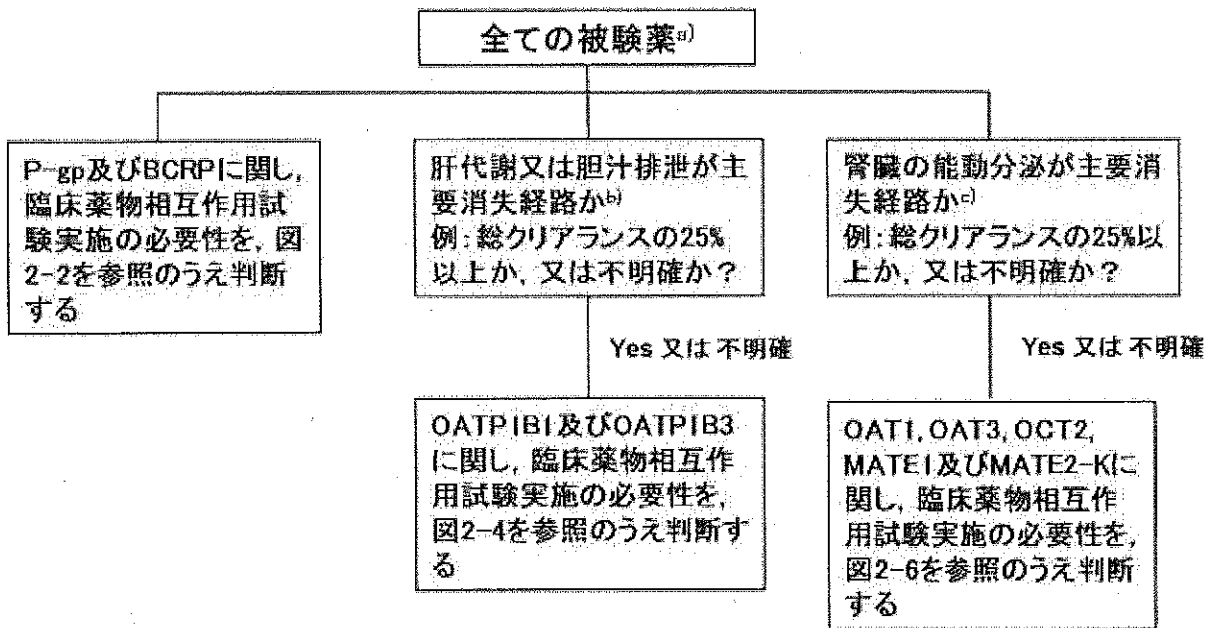 全ての被験薬a)
P-gp及びBCRPに関し,
臨床薬物相互作用試
験実施の必要性を, 図
2-2を参照のうえ判断
する
肝代謝又は胆汁排泄が主
要消失経路かb)
例:総クリアランスの25%
以上か, 又は不明確か?
腎臓の能動分泌が主要消
失経路かc)
例:総クリアランスの25%以
上か, 又は不明確か?
Yes 又は 不明確
Yes 又は 不明確
OATP1B1及びOATP1B3
に関し, 臨床薬物相互作
用試験実施の必要性を,
図2-4を参照のうえ判断す
る
OAT1, OAT3, OCT2,
MATE1及びMATE2-Kに
関し, 臨床薬物相互作
用試験実施の必要性を,
図2-6を参照のうえ判断
する